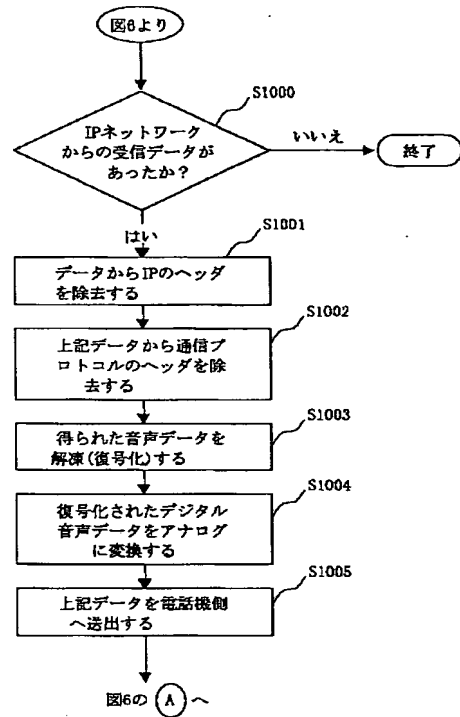 図6より
S1000
IPネットワーク
からの受信データが
あったか?
いいえ
終了
はい
S1001
データからIPのヘッダ
を除去する
S1002
上記データから通信プ
ロトコルのヘッダを除
去する
S1003
得られた音声データを
解凍(復号化)する
S1004
復号化されたデジタル
音声データをアナログ
に変換する
S1005
上記データを電話機側
へ送出する
図6の A へ